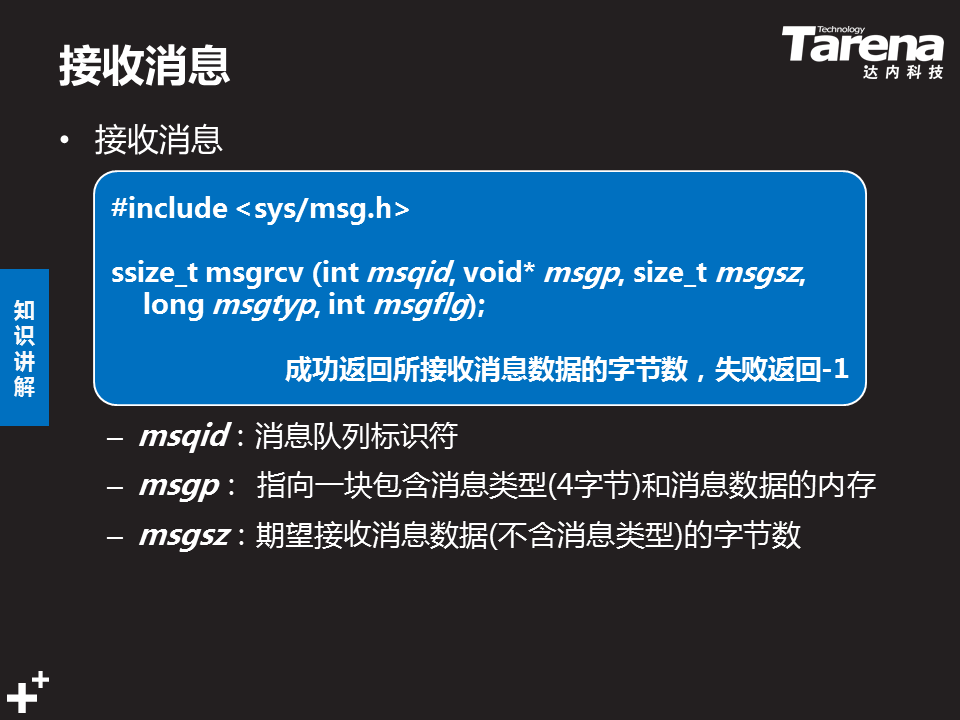 接收消息
Technology
Tarena
达内科技
• 接收消息
#include <sys/msg.h>
ssize_t msgrcv (int msqid, void* msgp, size_t msgsz,
long msgtyp, int msgflg);
成功返回所接收消息数据的字节数，失败返回-1
知识讲解
– msqid：消息队列标识符
– msgp： 指向一块包含消息类型(4字节)和消息数据的内存
– msgsz：期望接收消息数据(不含消息类型)的字节数